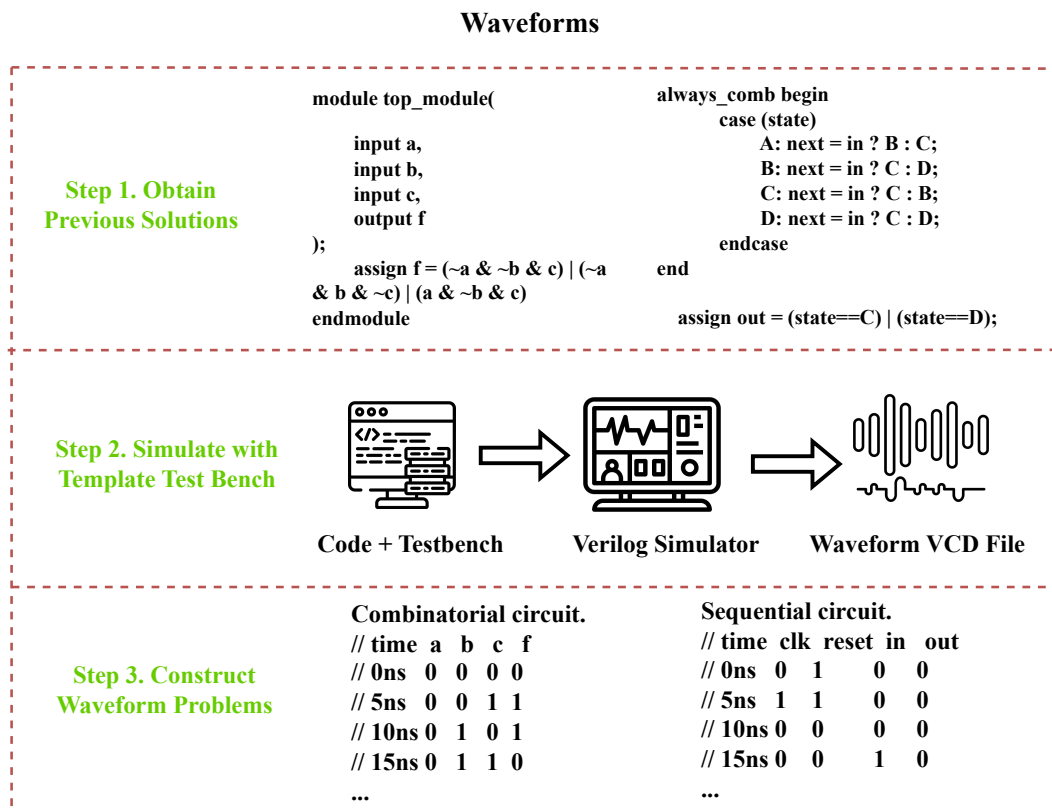 Waveforms
Step 1. Obtain
Previous Solutions
module top_module(
input a,
input b,
input c,
output f
);
assign f = (~a & ~b & c) | (~a
& b & ~c) | (a & ~b & c)
endmodule
always_comb begin
case (state)
A: next = in ? B : C;
B: next = in ? C : D;
C: next = in ? C : B;
D: next = in ? C : D;
endcase
end
assign out = (state==C) | (state==D);
Step 2. Simulate with
Template Test Bench
</>
Code + Testbench
Verilog Simulator
Waveform VCD File
Step 3. Construct
Waveform Problems
Combinatorial circuit.
// time a b c f
// 0ns 0 0 0 0
// 5ns 0 0 1 1
// 10ns 0 1 0 1
// 15ns 0 1 1 0
...
Sequential circuit.
// time clk reset in out
// 0ns 0 1 0 0
// 5ns 1 1 0 0
// 10ns 0 0 0 0
// 15ns 0 0 1 0
...